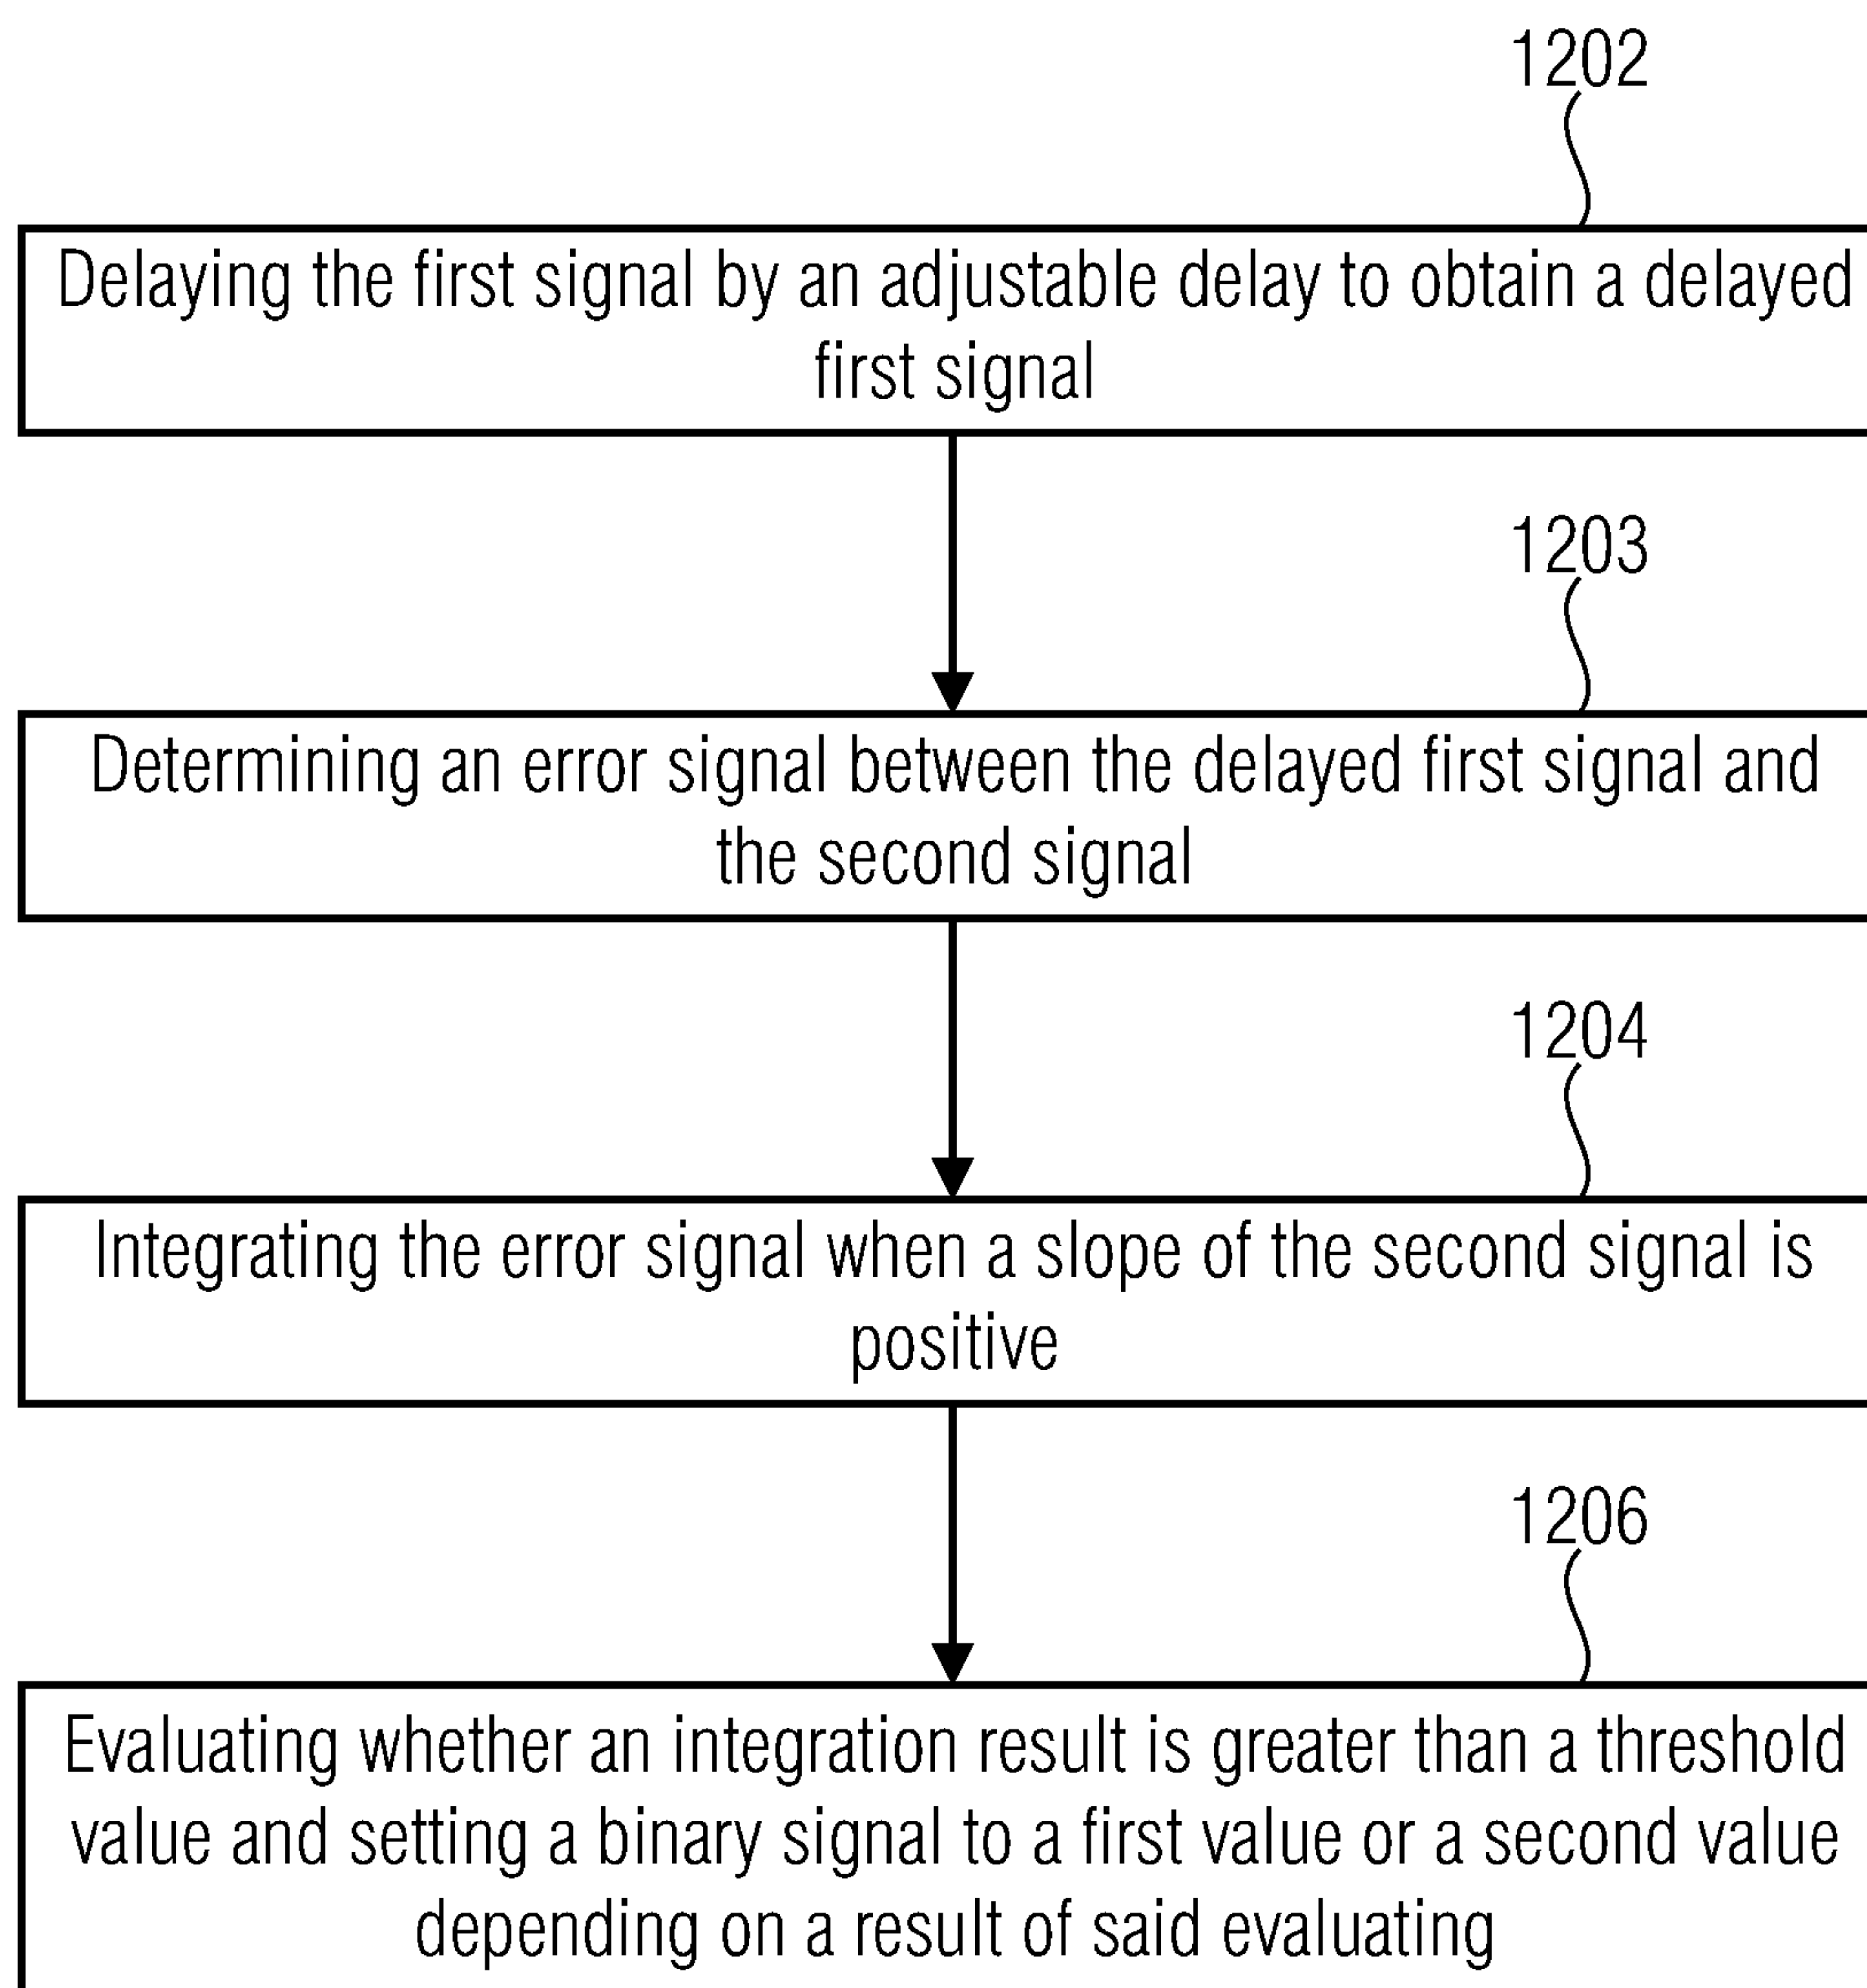 1202
Delaying the first signal by an adjustable delay to obtain a delayed
first signal
1203
Determining an error signal between the delayed first signal and
the second signal
1204
Integrating the error signal when a slope of the second signal is
positive
1206
Evaluating whether an integration result is greater than a threshold
value and setting a binary signal to a first value or a second value
depending on a result of said evaluating